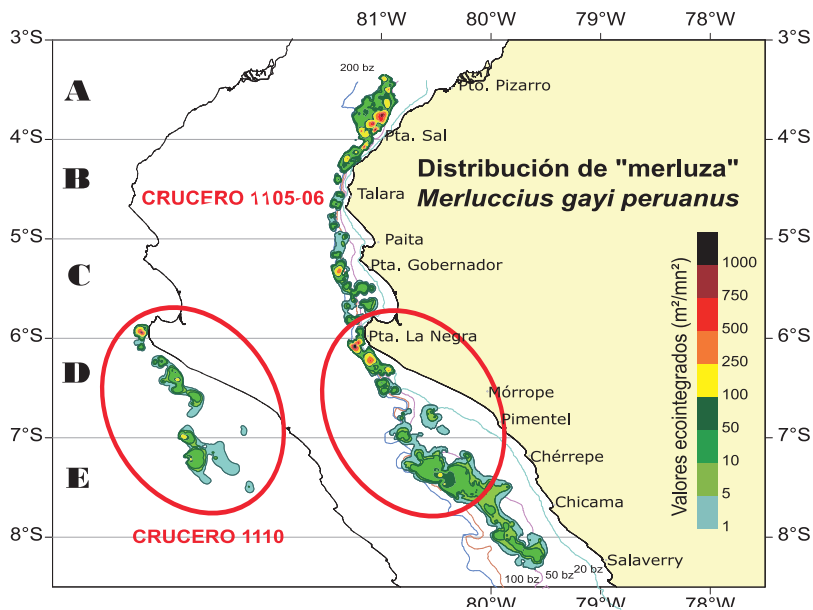 81°W 80°W 79°W 78°W
3°S 3°S
200 bz
A
Pto. Pizarro
4°S 4°S
Pta. Sal
B
Distribución de "merluza"
Merluccius gayi peruanus
CRUCERO 1105-06
Talara
5°S 5°S
Paita
C
Pta. Gobernador
6°S 6°S
Pta. La Negra
D
Mórrope
Pimentel
7°S 7°S
Chérrepe
E
Chicama
8°S 8°S
CRUCERO 1110
Salaverry
100 bz 50 bz 20 bz
80°W 79°W 78°W
Valores ecointegrados (m²/mn²)
1000
750
500
250
100
50
10
5
1